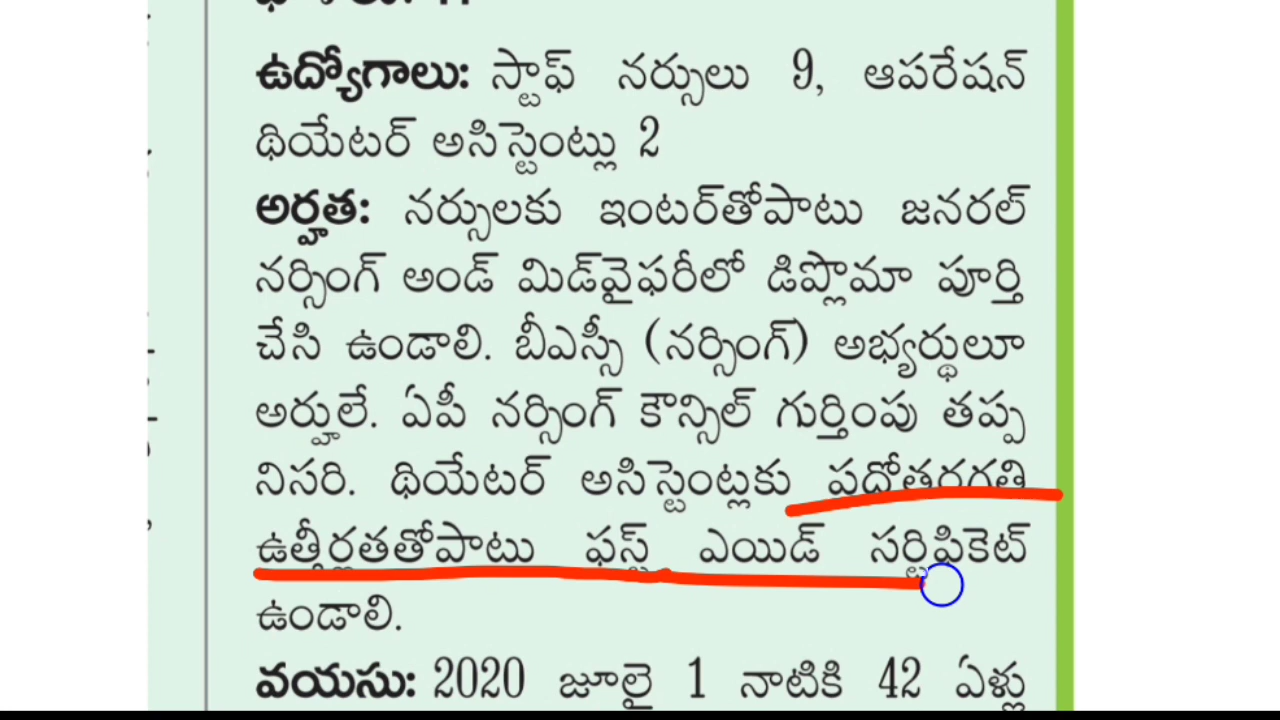 ఉద్యోగాలు: స్టాఫ్ నర్సులు 9, ఆపరేషన్
థియేటర్ అసిస్టెంట్లు 2
అర్హత: నర్సులకు ఇంటర్‌తోపాటు జనరల్
నర్సింగ్ అండ్ మిడ్‌వైఫరీలో డిప్లొమా పూర్తి
చేసి ఉండాలి. బీఎస్సీ (నర్సింగ్) అభ్యర్థులూ
అర్హులే. ఏపీ నర్సింగ్ కౌన్సిల్ గుర్తింపు తప్ప
నిసరి. థియేటర్ అసిస్టెంట్లకు పదోతరగతి
ఉత్తీర్ణతతోపాటు ఫస్ట్ ఎయిడ్ సర్టిఫికెట్
ఉండాలి.
వయసు: 2020 జూలై 1 నాటికి 42 ఏళ్లు